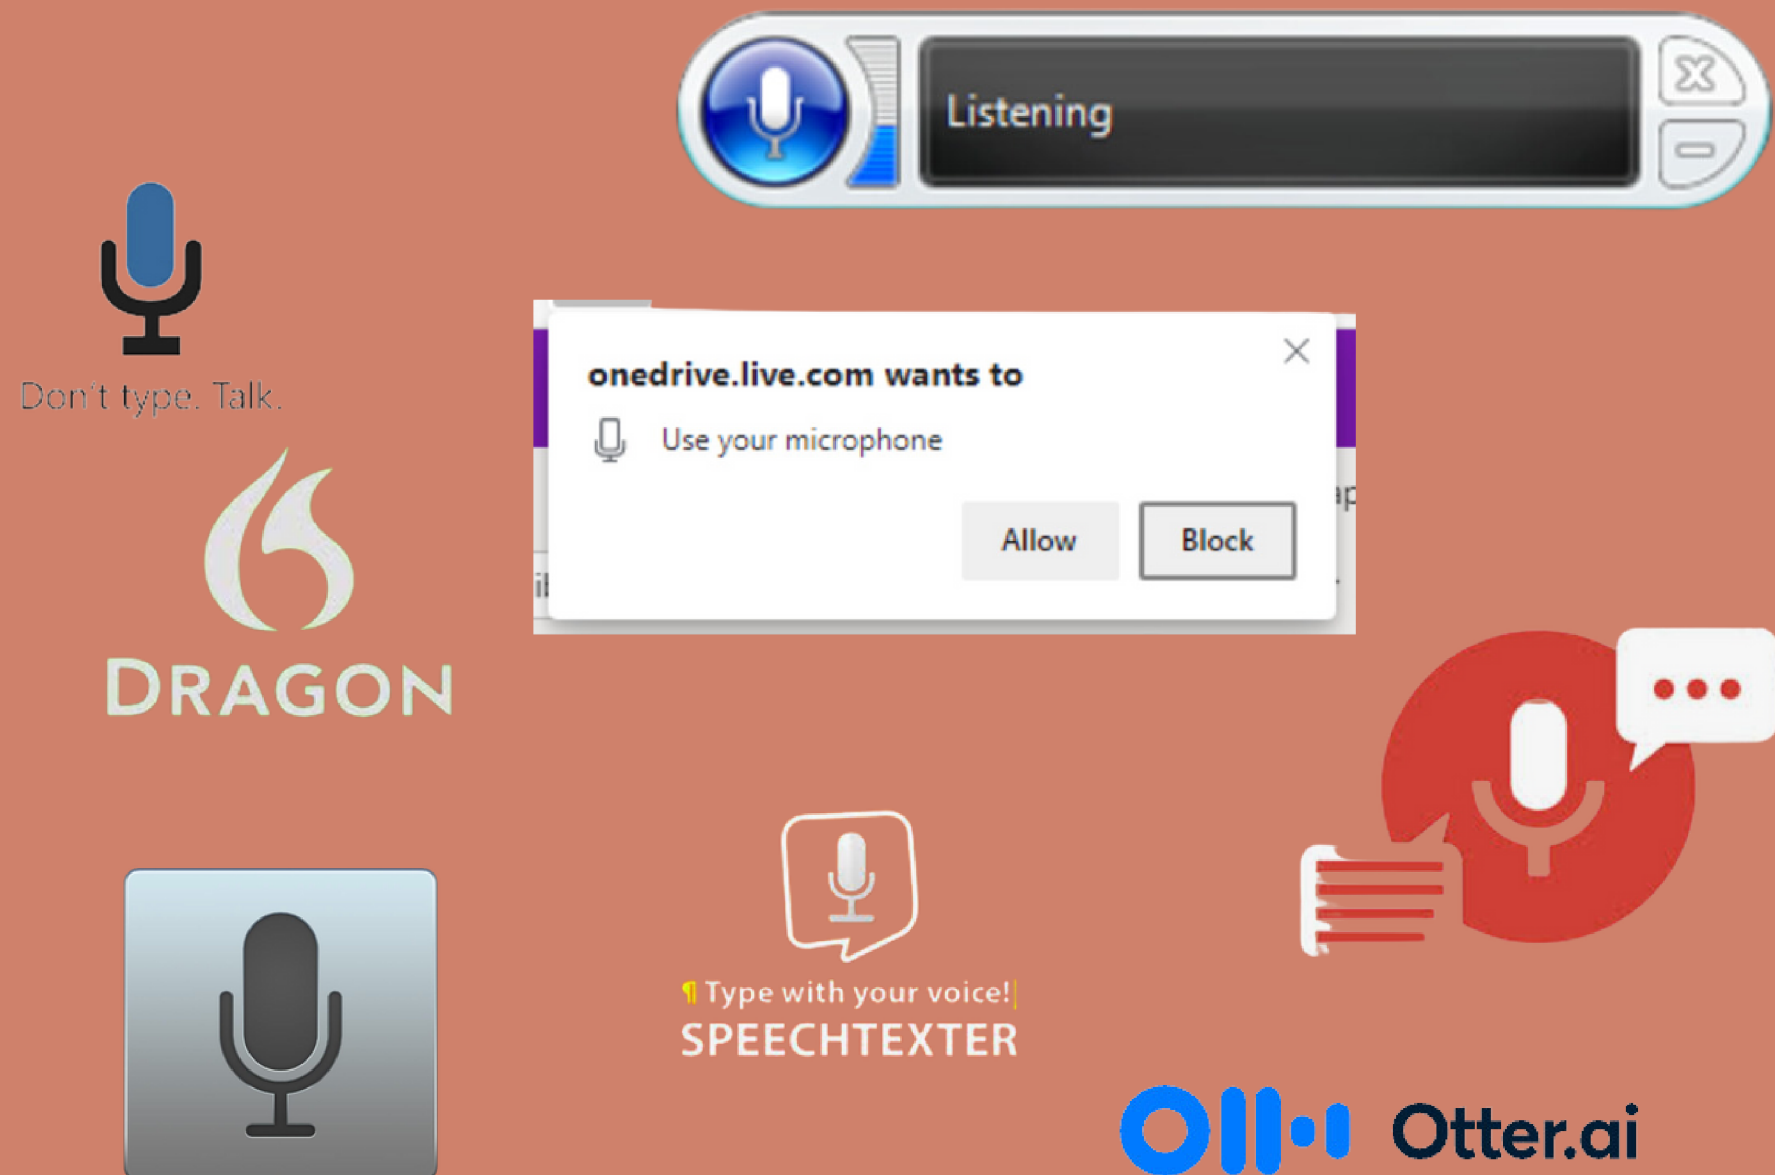 Listening
Don't type. Talk.
onedrive.live.com wants to
Use your microphone
Allow
Block
DRAGON
¶ Type with your voice!
SPEECHTEXTER
Otter.ai